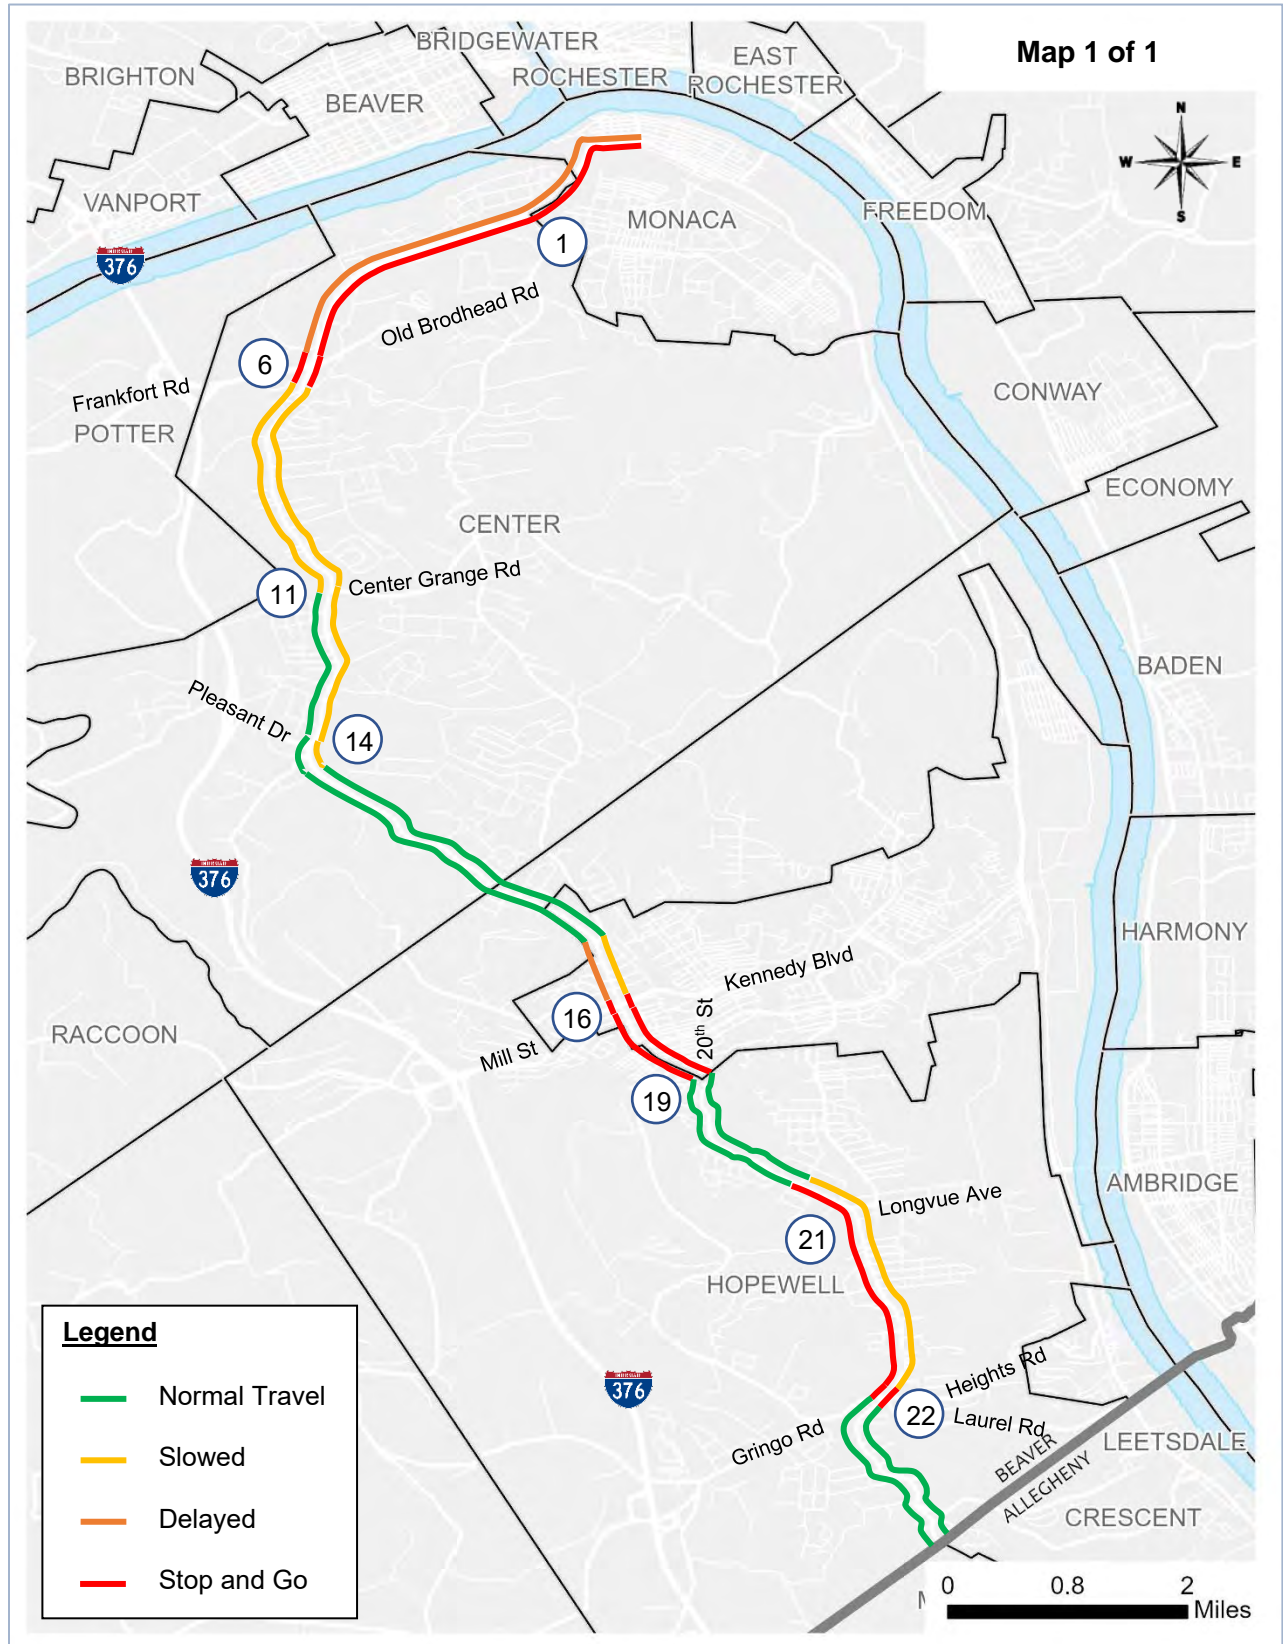 Map 1 of 1
BRIDGEWATER
BRIGHTON
EAST
ROCHESTER
ROCHESTER
BEAVER
N
W
E
S
VANPORT
MONACA
FREEDOM
1
INTERSTATE
376
Old Brodhead Rd
6
Frankfort Rd
POTTER
CONWAY
ECONOMY
CENTER
Center Grange Rd
11
BADEN
Pleasant Dr
14
INTERSTATE
376
HARMONY
Kennedy Blvd
16
20th St
RACCOON
Mill St
19
AMBRIDGE
Longvue Ave
21
HOPEWELL
Heights Rd
INTERSTATE
376
22
Laurel Rd
Gringo Rd
LEETSDALE
BEAVER
ALLEGHENY
CRESCENT
Legend
Normal Travel
Slowed
Delayed
Stop and Go
0
0.8
2
Miles